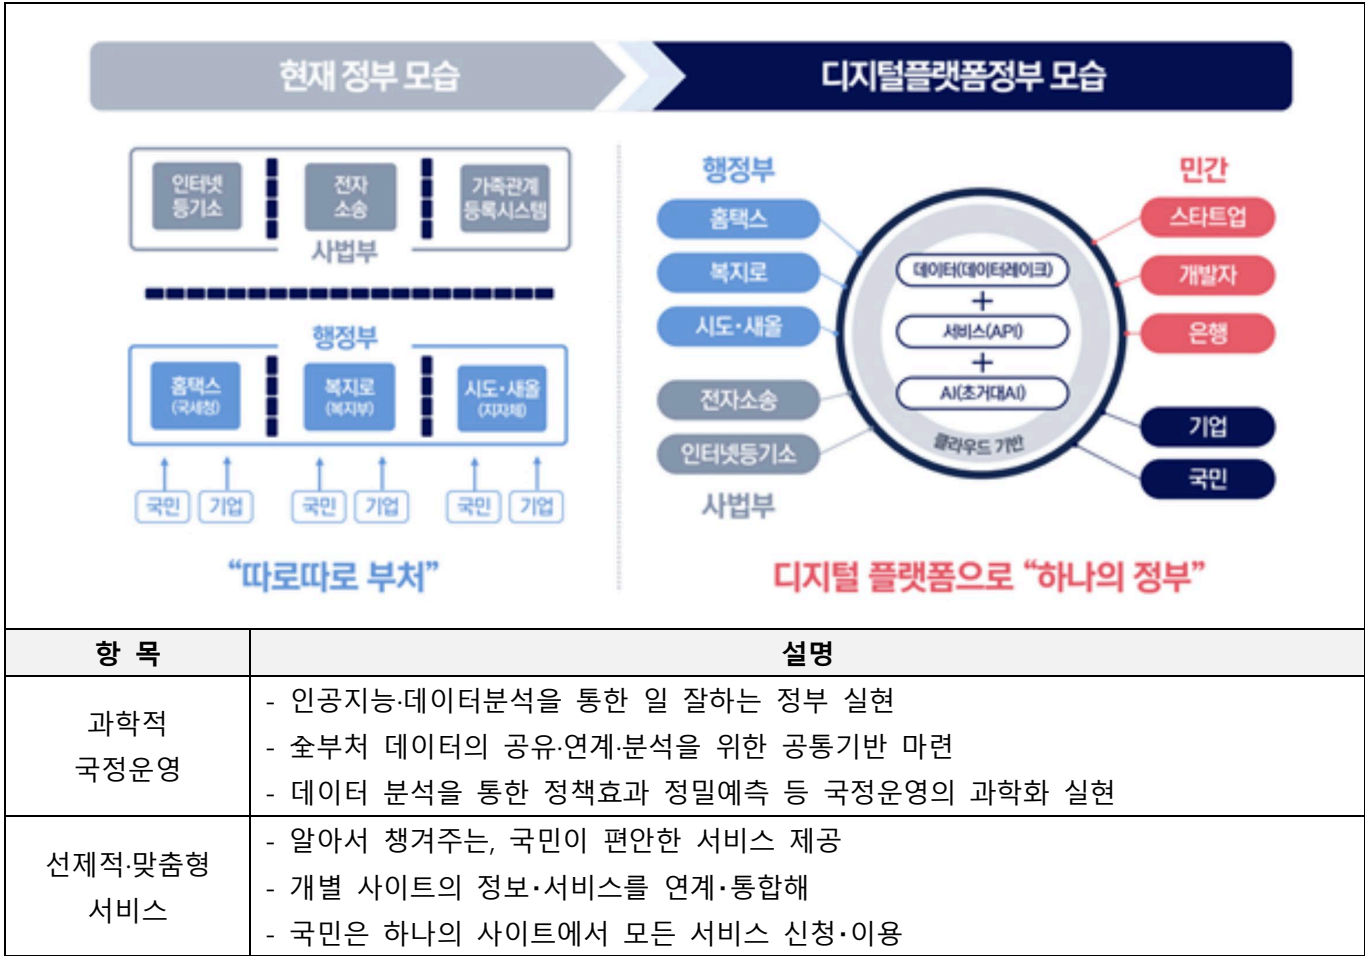 현재 정부 모습
디지털플랫폼정부 모습
인터넷
등기소
전자
소송
가족관계
등록시스템
사법부
행정부
홈택스
(국세청)
복지로
(복지부)
시도·새올
(지자체)
국민
기업
국민
기업
국민
기업
“따로따로 부처”
행정부
홈택스
복지로
시도·새올
전자소송
인터넷등기소
사법부
데이터(데이터레이크)
+
서비스(API)
+
AI(초거대AI)
클라우드 기반
민간
스타트업
개발자
은행
기업
국민
디지털 플랫폼으로 “하나의 정부”
항 목
설명
과학적
국정운영
- 인공지능·데이터분석을 통한 일 잘하는 정부 실현
- 全부처 데이터의 공유·연계·분석을 위한 공통기반 마련
- 데이터 분석을 통한 정책효과 정밀예측 등 국정운영의 과학화 실현
선제적·맞춤형
서비스
- 알아서 챙겨주는, 국민이 편안한 서비스 제공
- 개별 사이트의 정보·서비스를 연계·통합해
- 국민은 하나의 사이트에서 모든 서비스 신청·이용